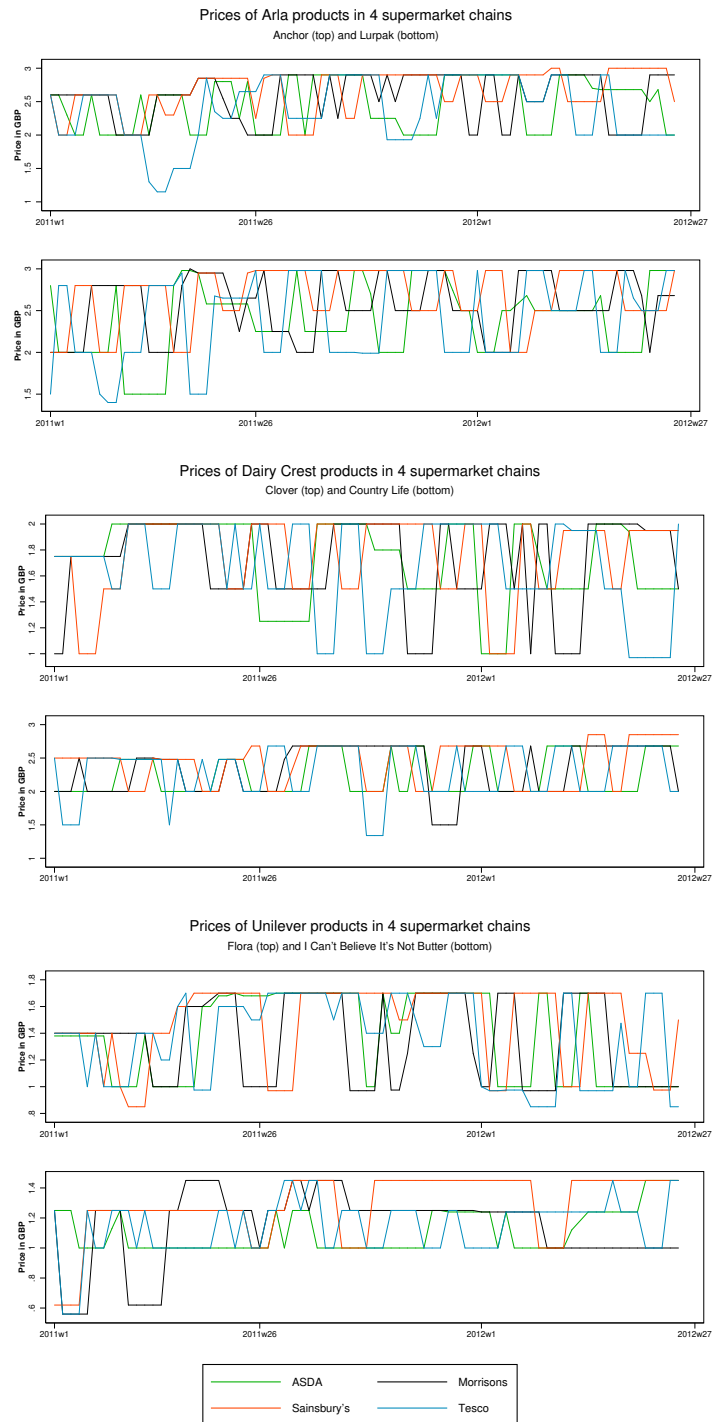 Prices of Arla products in 4 supermarket chains
Anchor (top) and Lurpak (bottom)
Price in GBP
3
2.5
2
1.5
1
2011w1 2011w26 2012w1 2012w27
Price in GBP
3
2.5
2
1.5
2011w1 2011w26 2012w1 2012w27
Prices of Dairy Crest products in 4 supermarket chains
Clover (top) and Country Life (bottom)
Price in GBP
2
1.8
1.6
1.4
1.2
1
2011w1 2011w26 2012w1 2012w27
Price in GBP
3
2.5
2
1.5
1
2011w1 2011w26 2012w1 2012w27
Prices of Unilever products in 4 supermarket chains
Flora (top) and I Can't Believe It's Not Butter (bottom)
Price in GBP
1.8
1.6
1.4
1.2
1
.8
2011w1 2011w26 2012w1 2012w27
Price in GBP
1.4
1.2
1
.8
.6
2011w1 2011w26 2012w1 2012w27
ASDA Morrisons
Sainsbury's Tesco